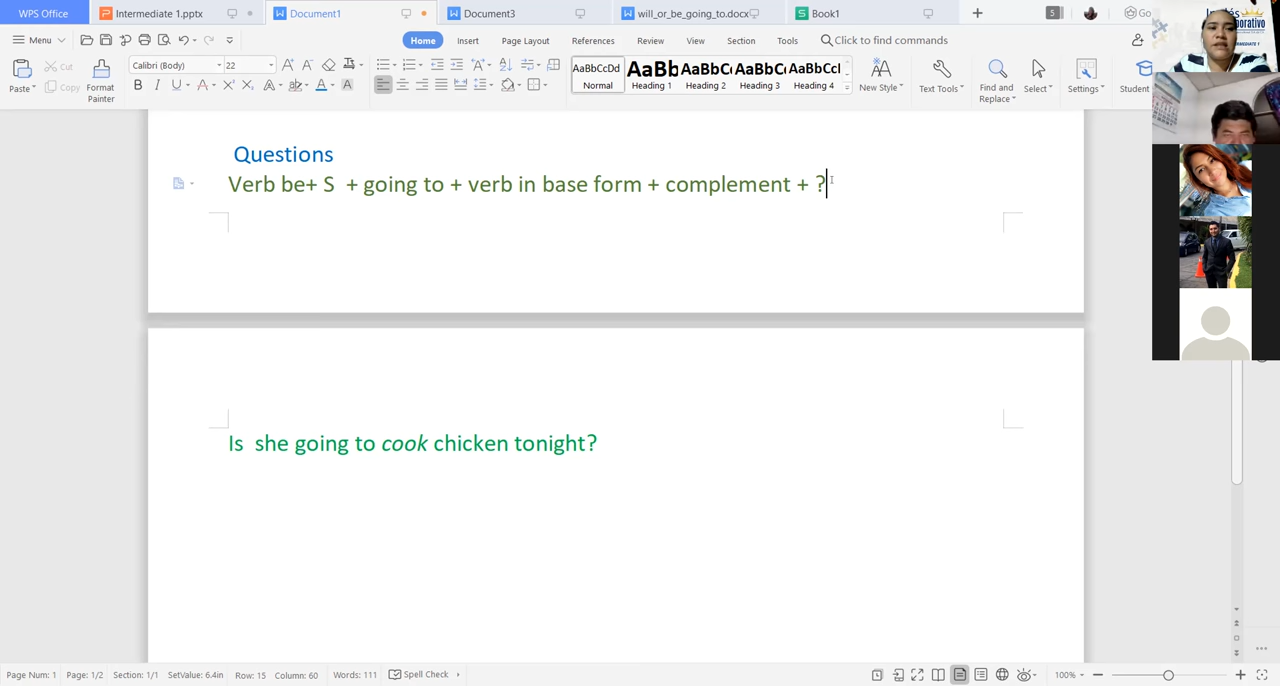 WPS Office
Intermediate 1.pptx
Document1
Document3
will_or_be_going_to.docx
Book1
5
Go
Menu
Home
Insert
Page Layout
References
Review
View
Section
Tools
Click to find commands
Paste
Cut
Copy
Format Painter
Calibri (Body)
22
AaBbCcDd
Normal
AaBb
Heading 1
AaBbC
Heading 2
AaBbC
Heading 3
AaBbCcI
Heading 4
New Style
Text Tools
Find and Replace
Select
Settings
Student
Questions
Verb be+ S + going to + verb in base form + complement + ?
Is she going to cook chicken tonight?
Page Num: 1
Page: 1/2
Section: 1/1
SetValue: 6.4in
Row: 15
Column: 60
Words: 111
Spell Check
100%